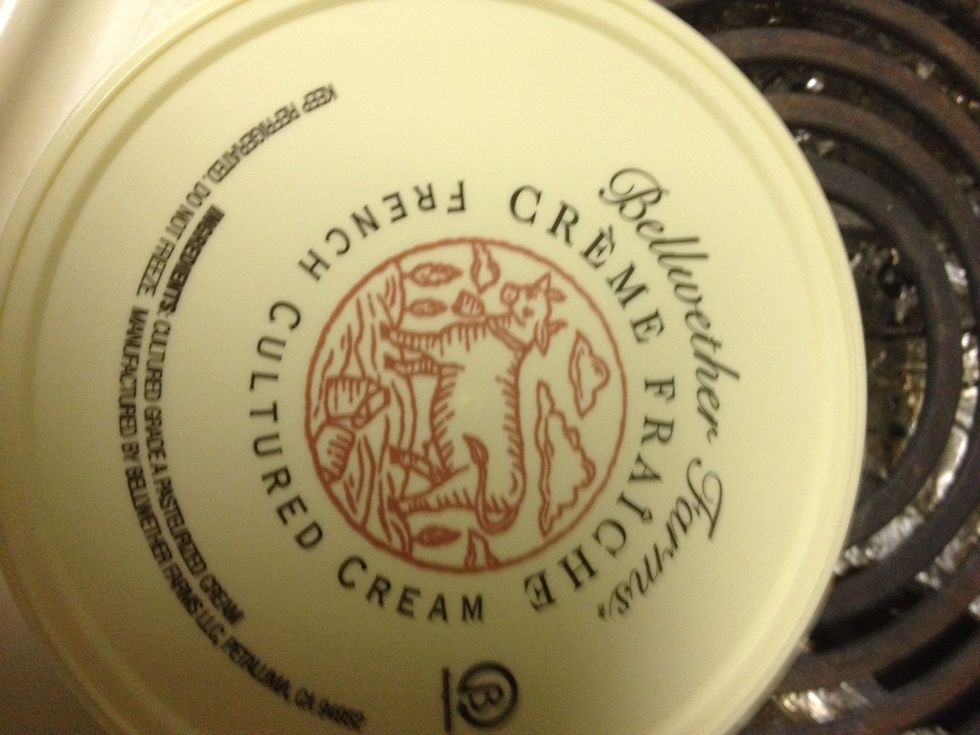 Bellwether Farms
CRÈME FRAÎCHE
FRENCH CULTURED CREAM
INGREDIENTS: CULTURED GRADE A PASTEURIZED CREAM
KEEP REFRIGERATED. DO NOT FREEZE. MANUFACTURED BY BELLWETHER FARMS LLC, PETALUMA, CA
B